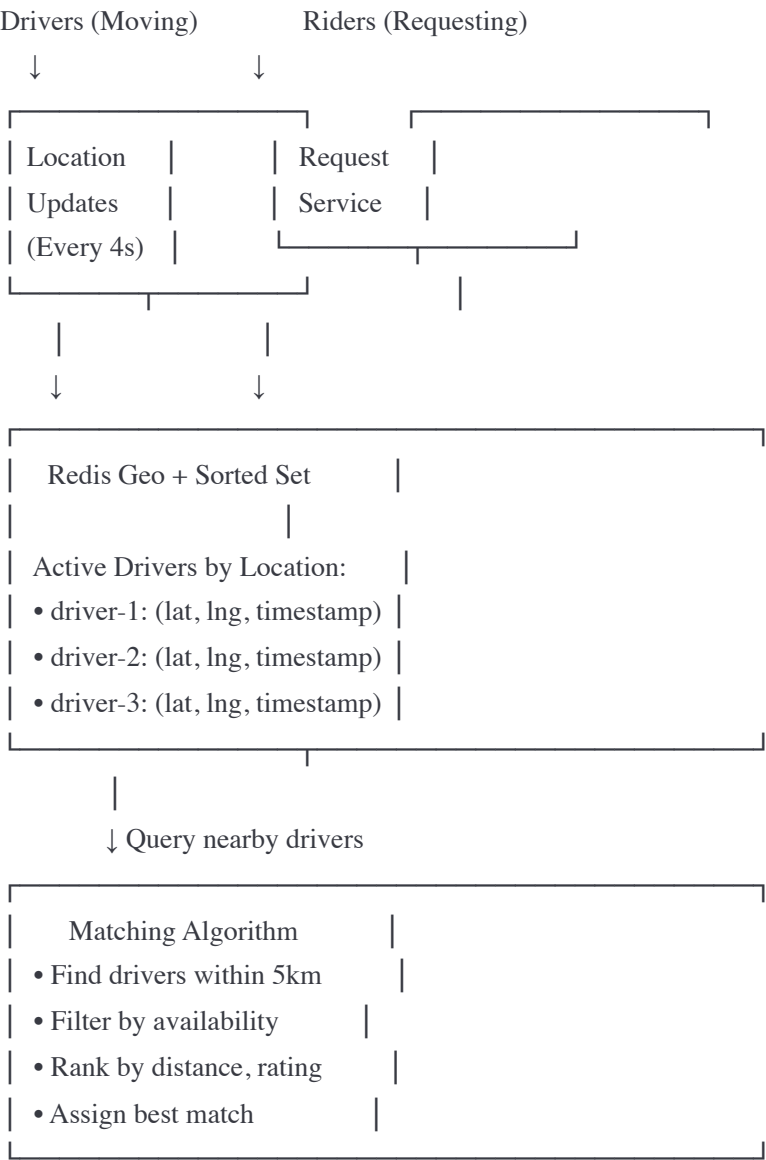 Drivers (Moving) Riders (Requesting)
↓ ↓
┌──────────────┐ ┌──────────────┐
│ Location │ │ Request │
│ Updates │ │ Service │
│ (Every 4s) │ └──────┬───────┘
└──────┬───────┘ │
│ │
↓ ↓
┌───────────────────────────────────┐
│ Redis Geo + Sorted Set │
│ │
│ Active Drivers by Location: │
│ • driver-1: (lat, lng, timestamp) │
│ • driver-2: (lat, lng, timestamp) │
│ • driver-3: (lat, lng, timestamp) │
└──────────────┬────────────────────┘
│
↓ Query nearby drivers
┌───────────────────────────────────┐
│ Matching Algorithm │
│ • Find drivers within 5km │
│ • Filter by availability │
│ • Rank by distance, rating │
│ • Assign best match │
└───────────────────────────────────┘